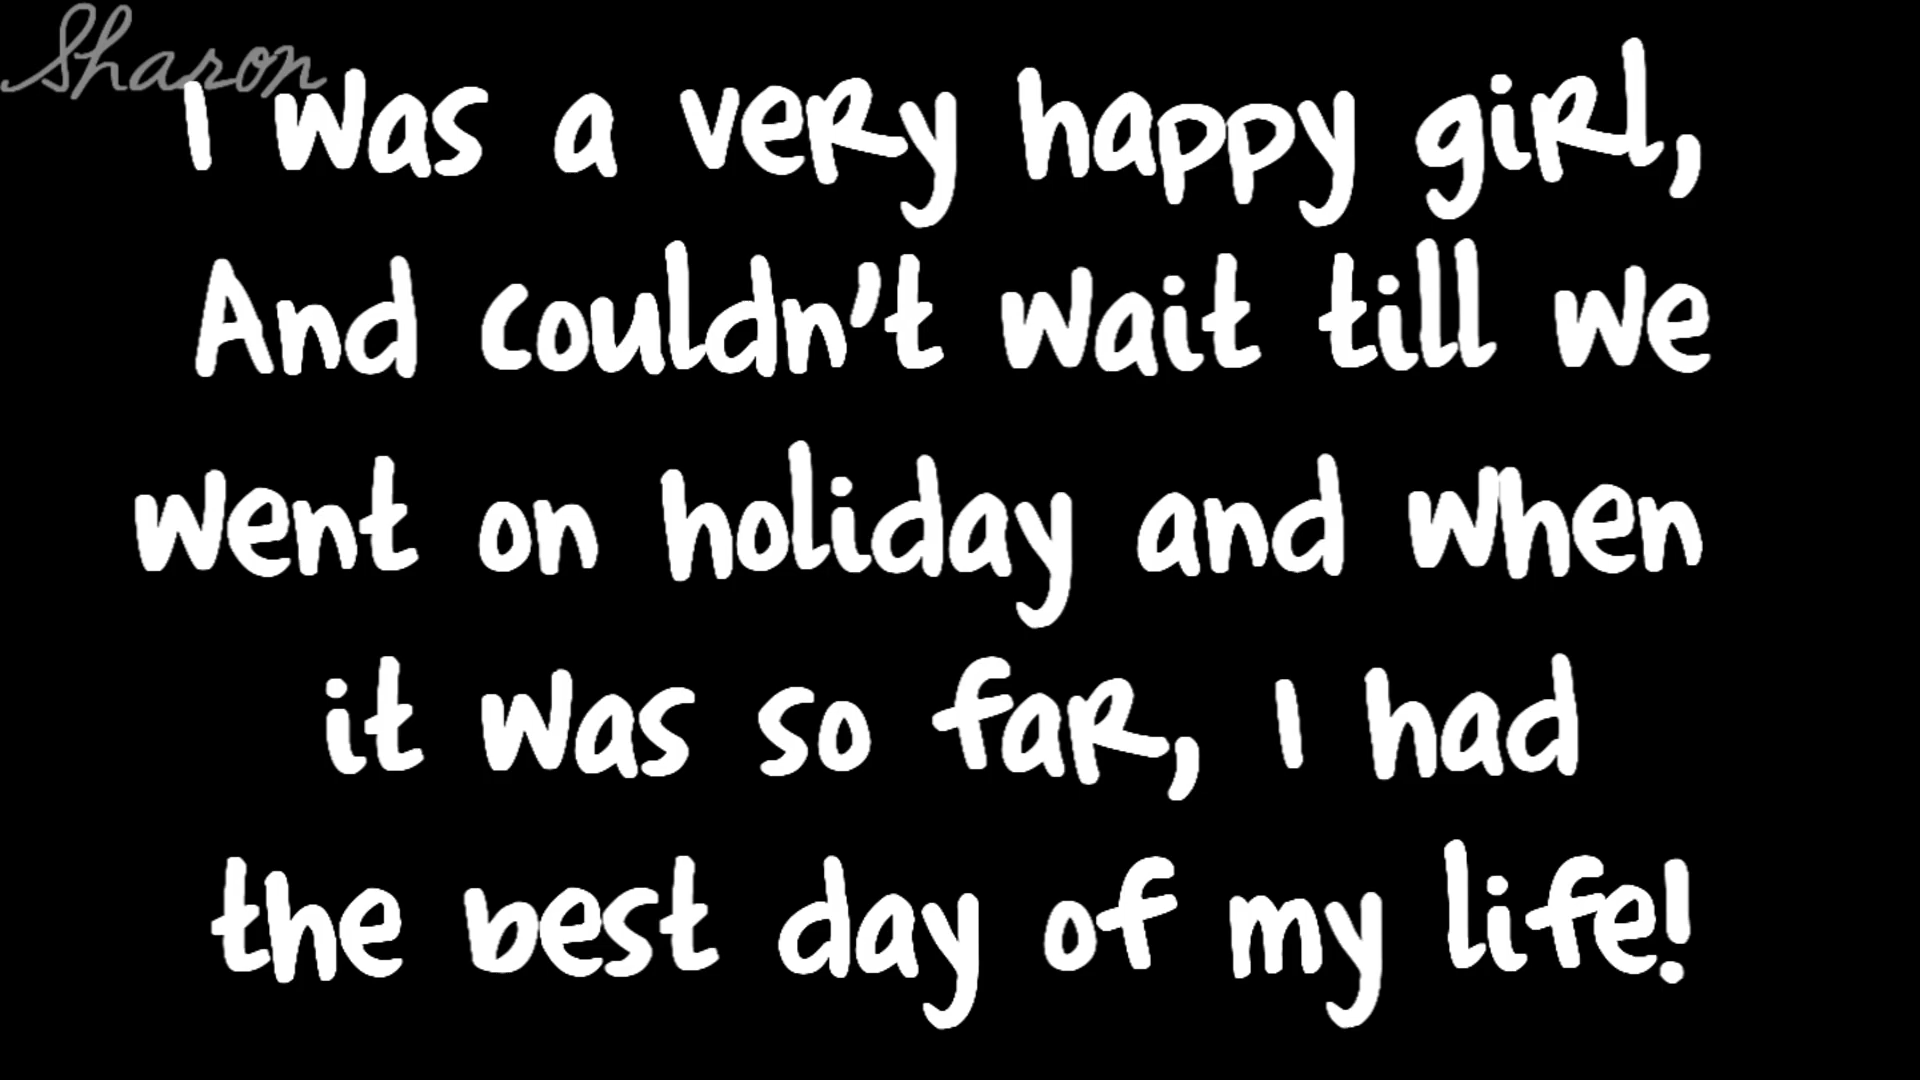 Sharon
I was a very happy girl,
And couldn't wait till we
went on holiday and when
it was so far, I had
the best day of my life!